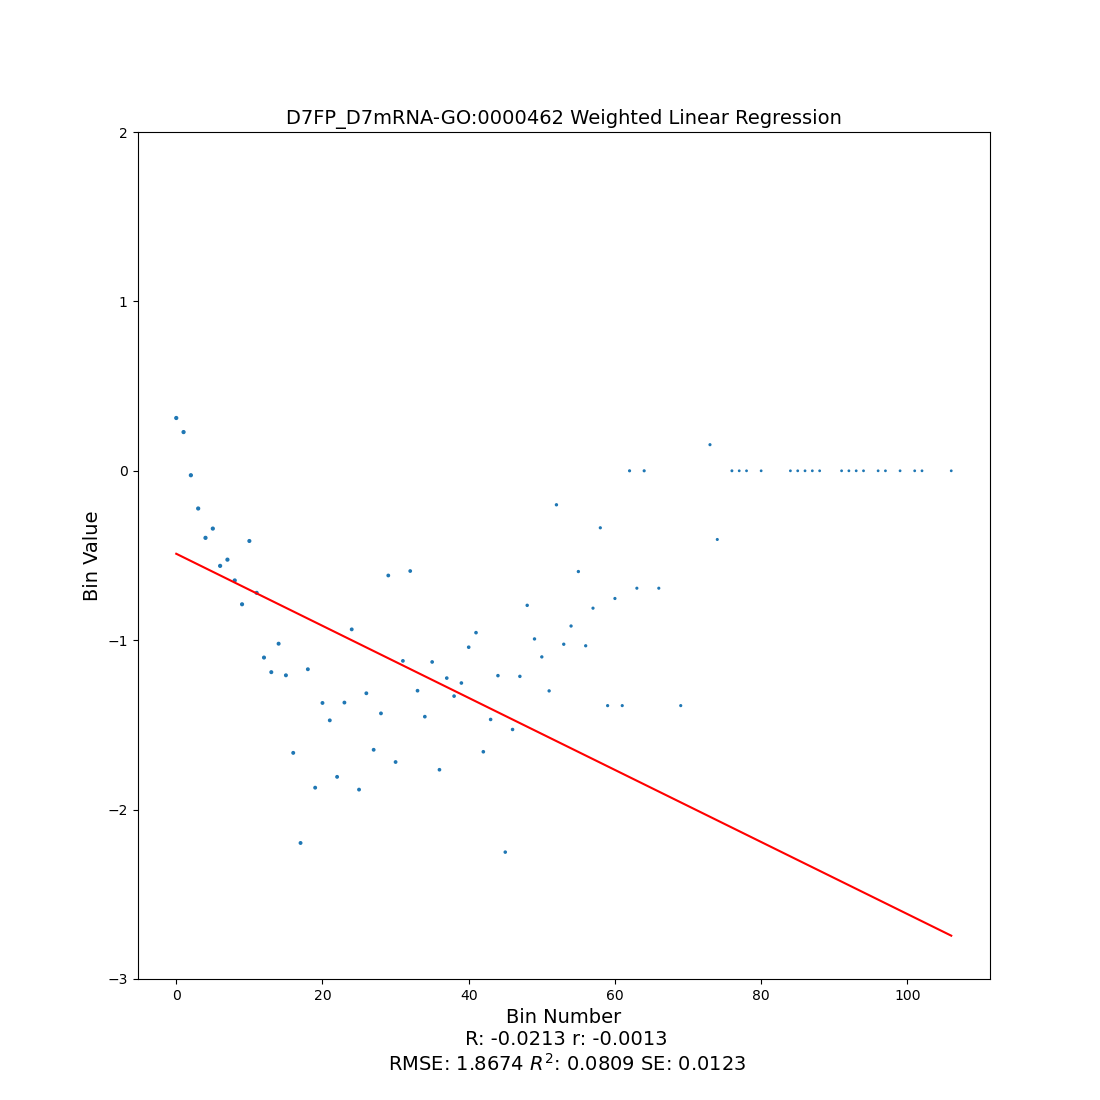 D7FP_D7mRNA-GO:0000462 Weighted Linear Regression
2
1
0
−1
−2
−3
Bin Value
0 20 40 60 80 100
Bin Number
R: -0.0213 r: -0.0013
RMSE: 1.8674 R²: 0.0809 SE: 0.0123